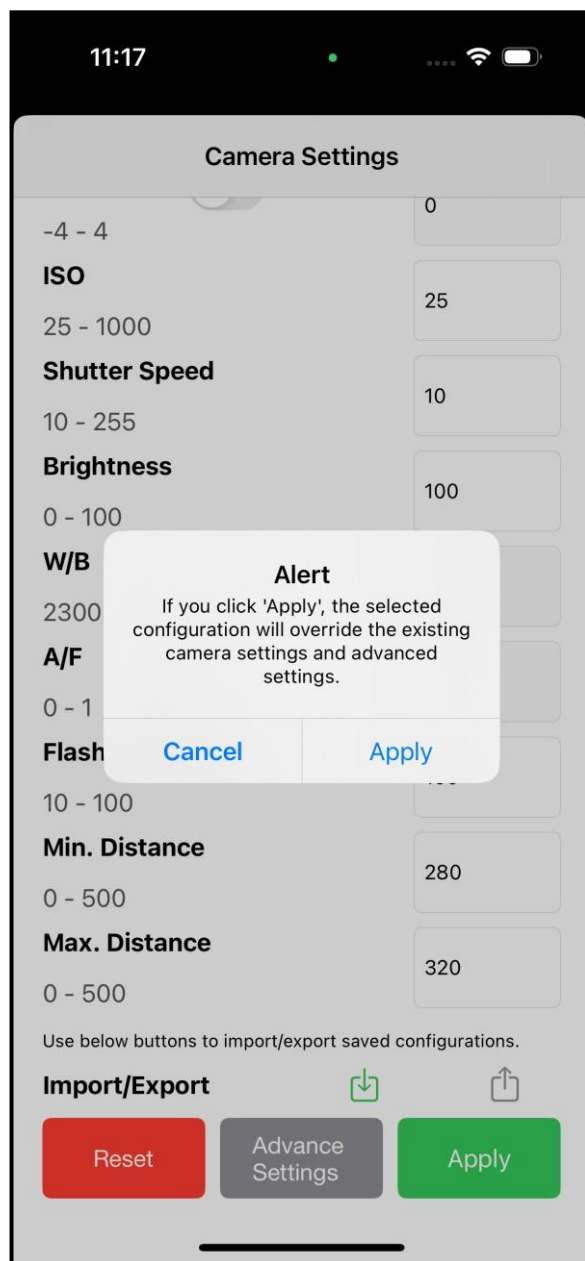 11:17
Camera Settings
0
-4 - 4
ISO
25
25 - 1000
Shutter Speed
10
10 - 255
Brightness
100
0 - 100
W/B
2300
A/F
0 - 1
Alert
If you click 'Apply', the selected
configuration will override the existing
camera settings and advanced
settings.
Cancel
Apply
Flash
10 - 100
Min. Distance
280
0 - 500
Max. Distance
320
0 - 500
Use below buttons to import/export saved configurations.
Import/Export
Reset
Advance
Settings
Apply